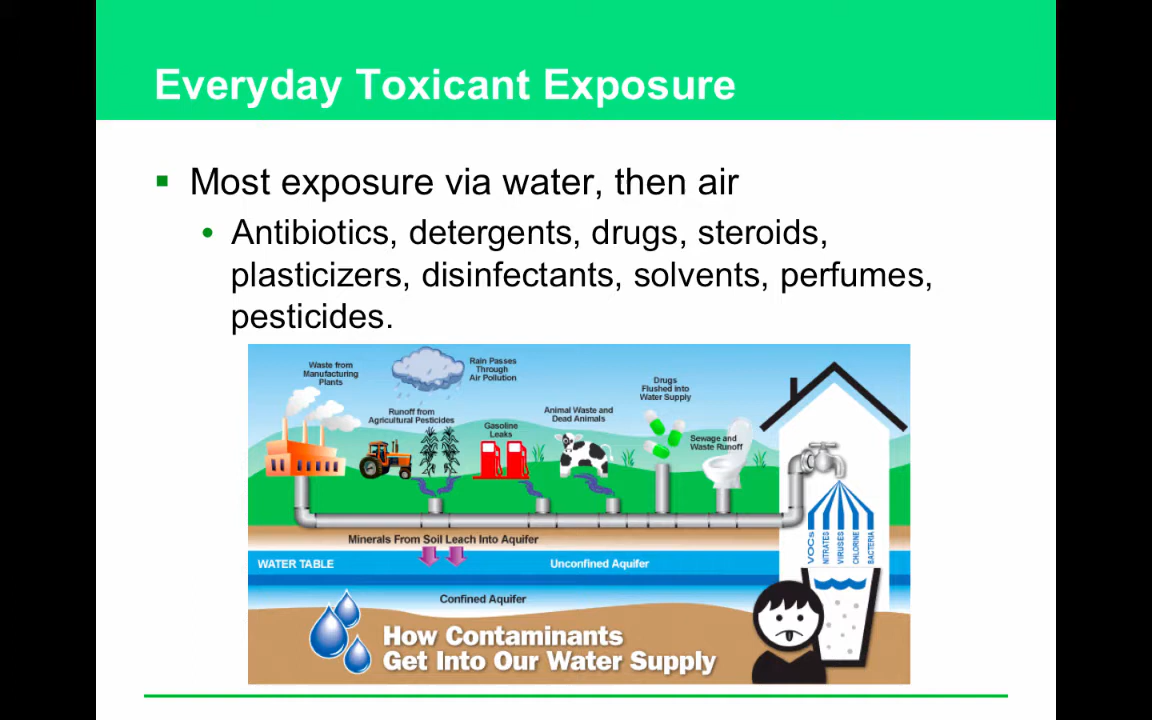 Everyday Toxicant Exposure
Most exposure via water, then air
Antibiotics, detergents, drugs, steroids,
plasticizers, disinfectants, solvents, perfumes,
pesticides.
Waste from
Manufacturing
Plants
Rain Passes
Through
Air Pollution
Runoff from
Agricultural Pesticides
Gasoline
Leaks
Animal Waste and
Dead Animals
Drugs
Flushed into
Water Supply
Sewage and
Waste Runoff
VOCs
NITRATES
VIRUSES
CHLORINE
BACTERIA
Minerals From Soil Leach Into Aquifer
WATER TABLE
Unconfined Aquifer
Confined Aquifer
How Contaminants
Get Into Our Water Supply